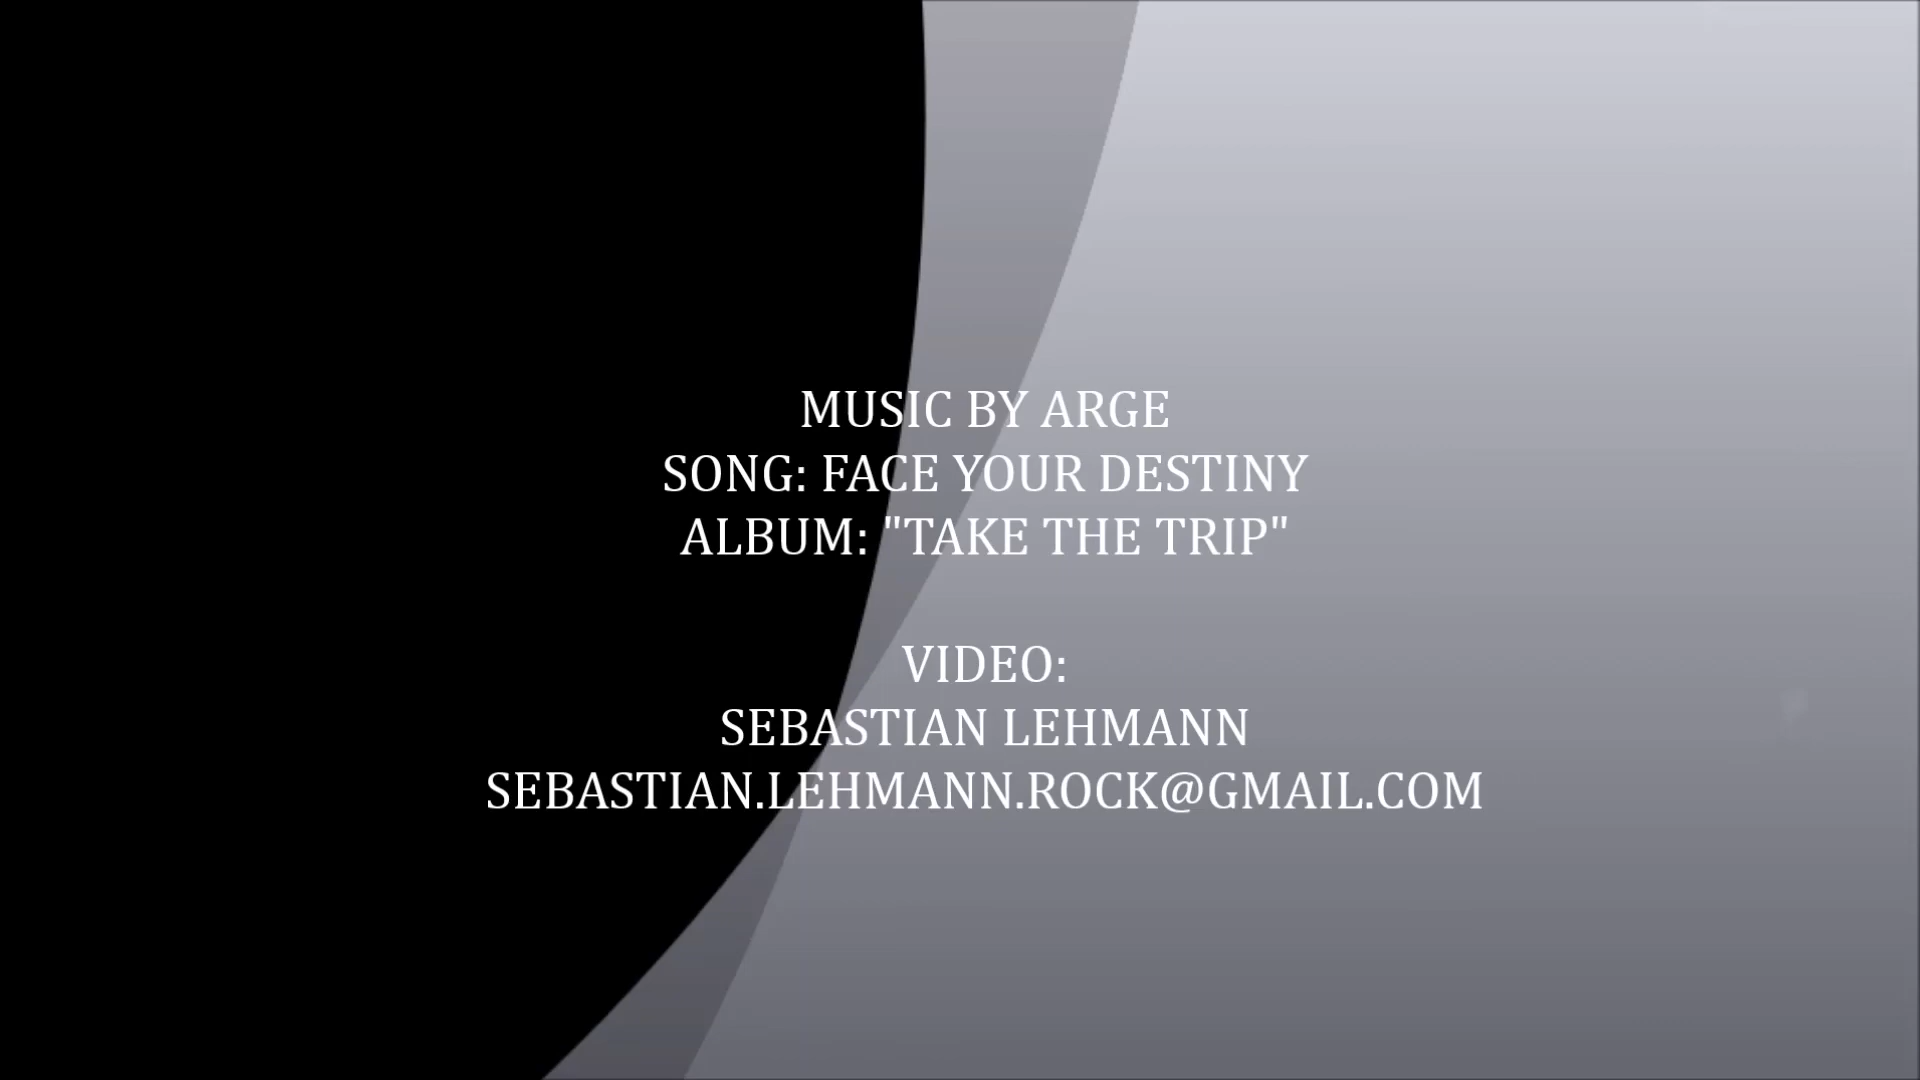 MUSIC BY ARGE
SONG: FACE YOUR DESTINY
ALBUM: "TAKE THE TRIP"
VIDEO:
SEBASTIAN LEHMANN
SEBASTIAN.LEHMANN.ROCK@GMAIL.COM